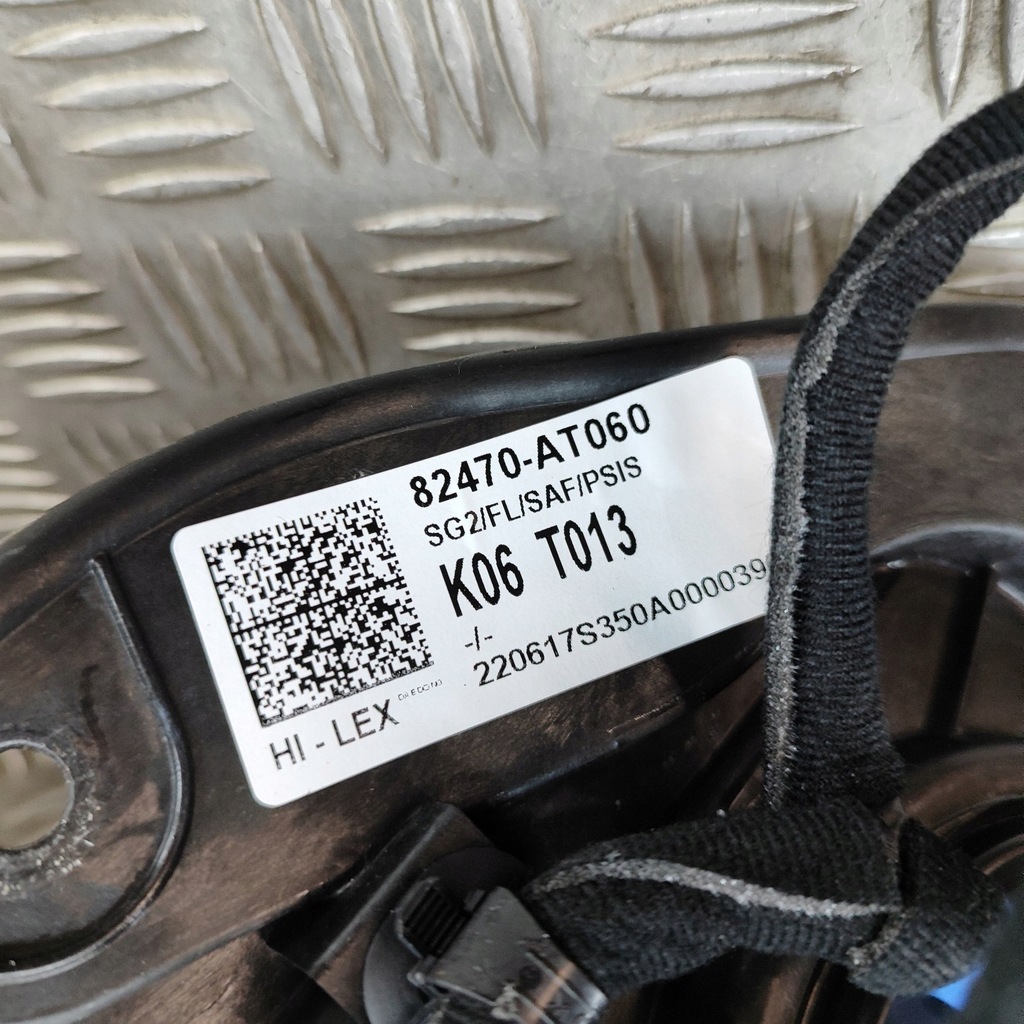 82470-AT060
SG2/FL/SAF/PSIS
K06 T013
-/-
220617S350A000039
HI - LEX